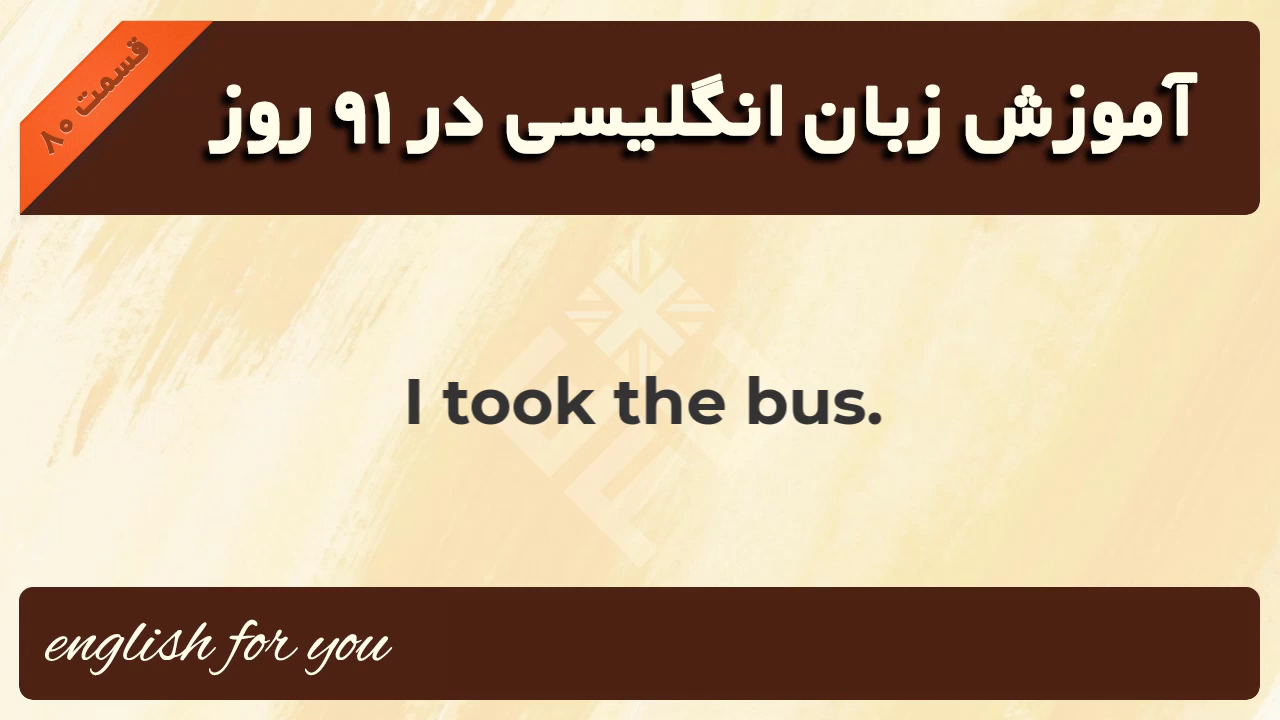 قسمت ۸۰
آموزش زبان انگلیسی در ۹۱ روز
I took the bus.
english for you